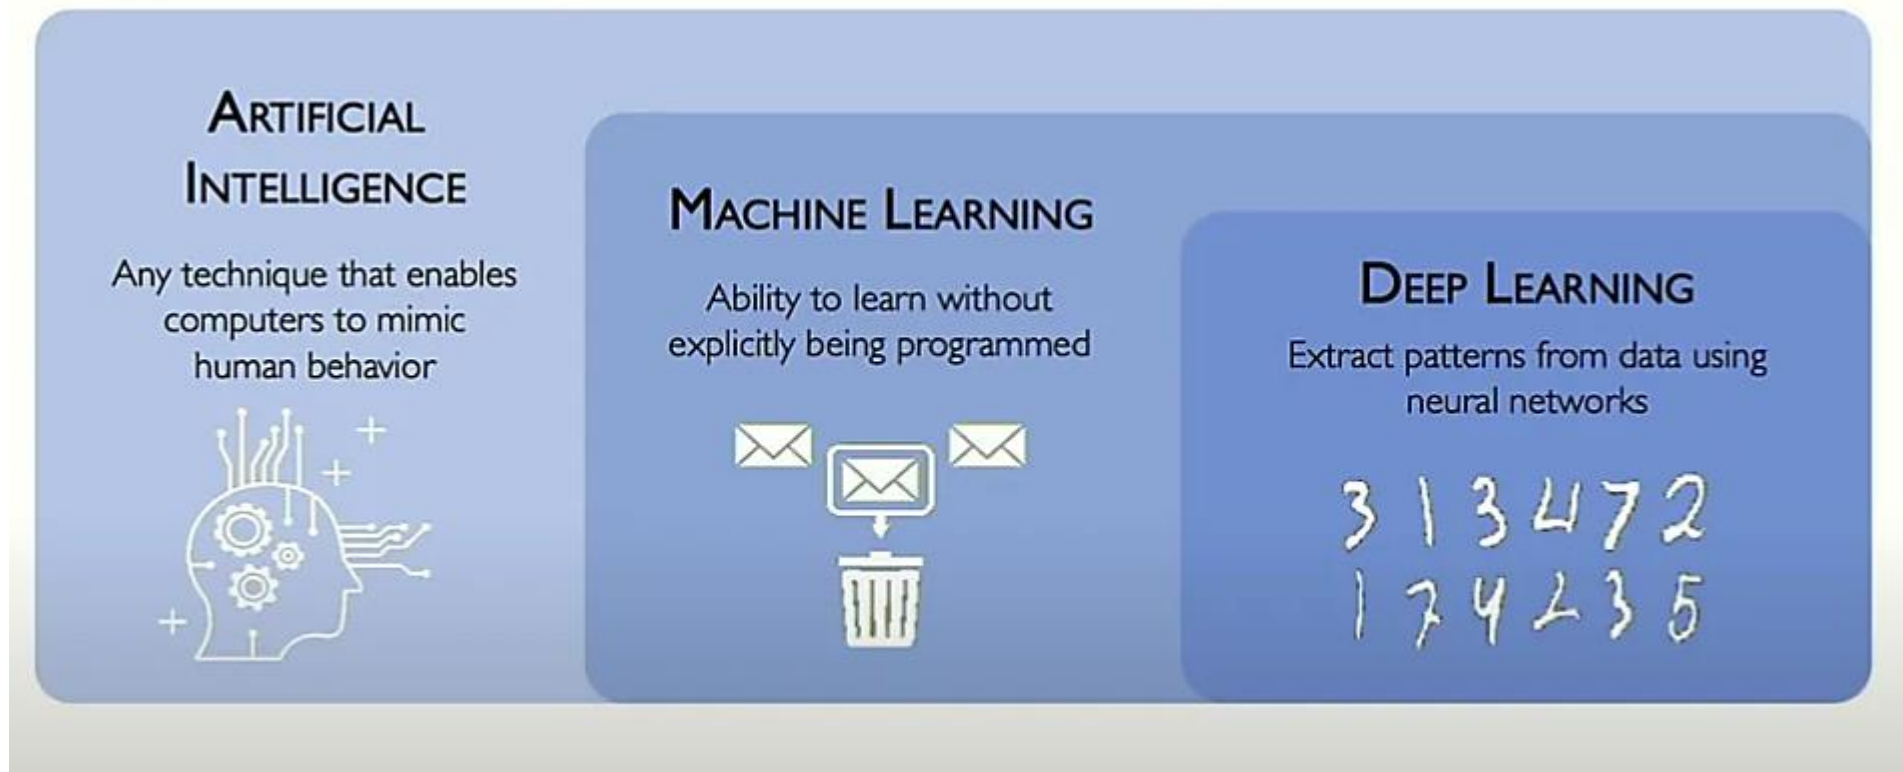 ARTIFICIAL
INTELLIGENCE
Any technique that enables
computers to mimic
human behavior
MACHINE LEARNING
Ability to learn without
explicitly being programmed
DEEP LEARNING
Extract patterns from data using
neural networks
3 1 3 4 7 2
1 7 4 2 3 5